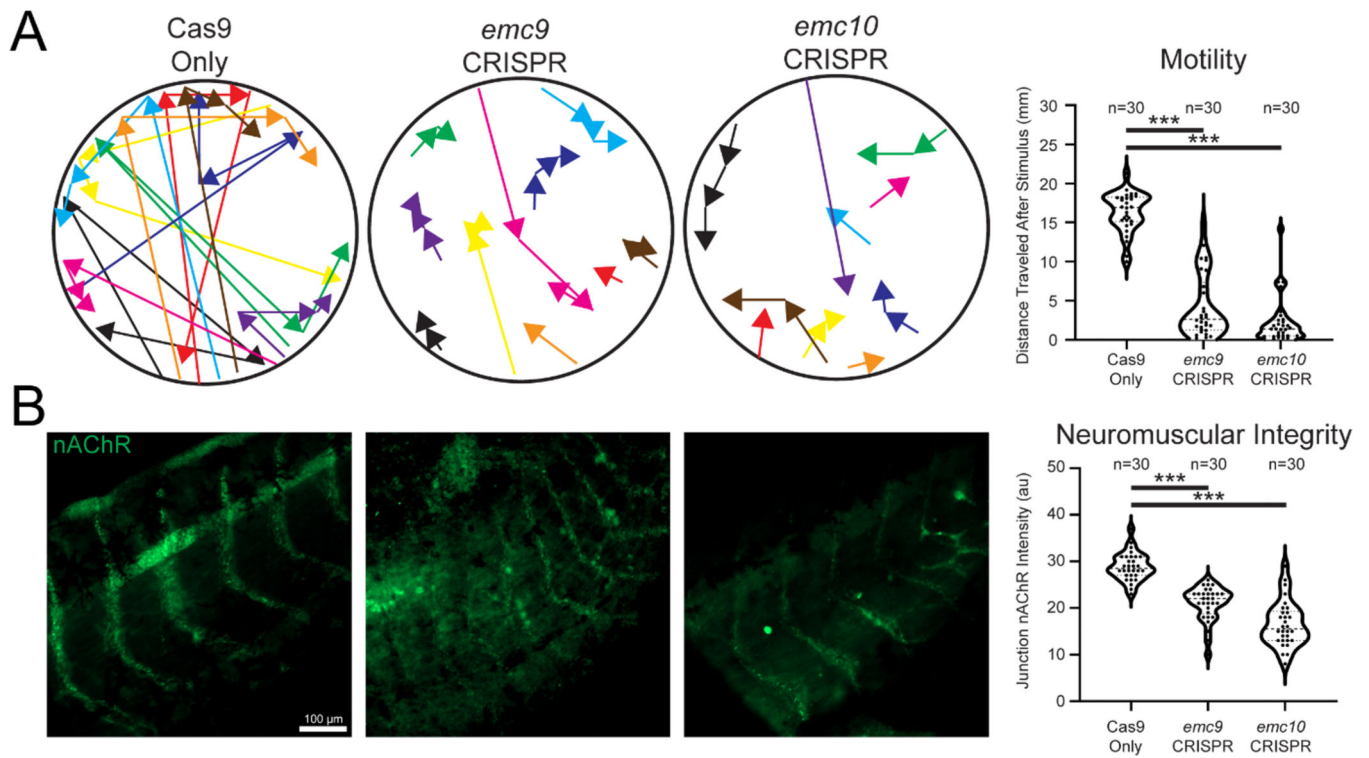 A
Cas9
Only
emc9
CRISPR
emc10
CRISPR
Motility
Distance Traveled After Stimulus (mm)
30
25
20
15
10
5
0
n=30 n=30 n=30
***
***
Cas9
Only
emc9
CRISPR
emc10
CRISPR
B
nAChR
100 µm
Neuromuscular Integrity
Junction nAChR Intensity (au)
50
40
30
20
10
0
n=30 n=30 n=30
***
***
Cas9
Only
emc9
CRISPR
emc10
CRISPR